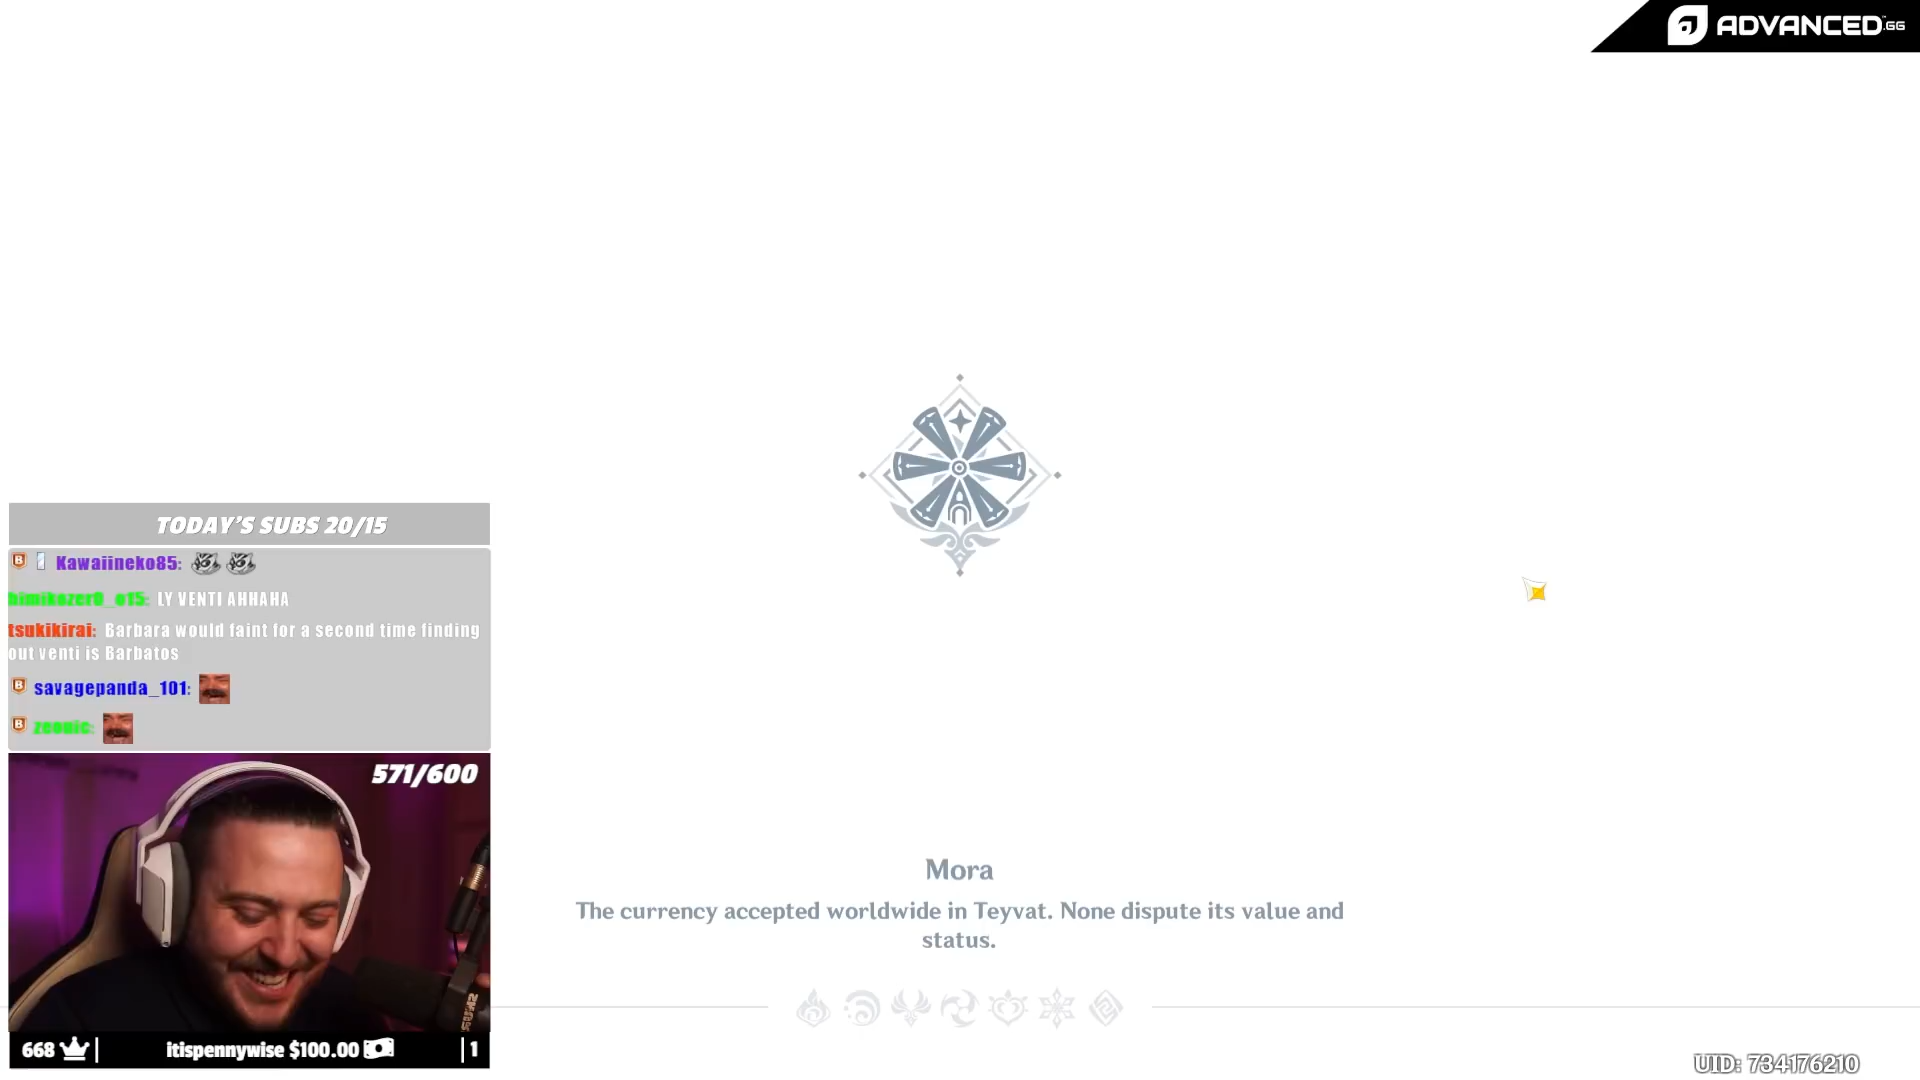 ADVANCED.GG
TODAY'S SUBS 20/15
Kawaiineko85:
himikozer0_o15: LY VENTI AHHAHA
tsukikirai: Barbara would faint for a second time finding
out venti is Barbatos
savagepanda_101:
zeonic:
571/600
Mora
The currency accepted worldwide in Teyvat. None dispute its value and
status.
668
itispennywise $100.00
1
UID: 734176210